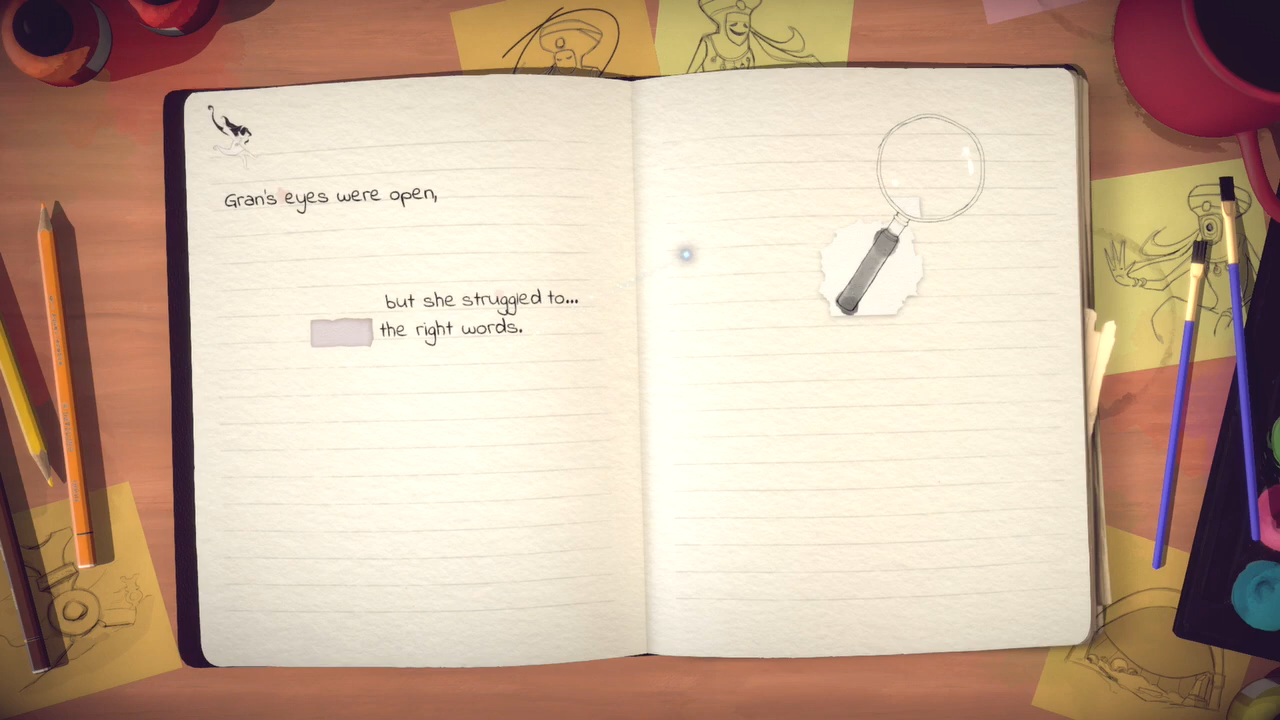 Gran's eyes were open,
but she struggled to...
the right words.